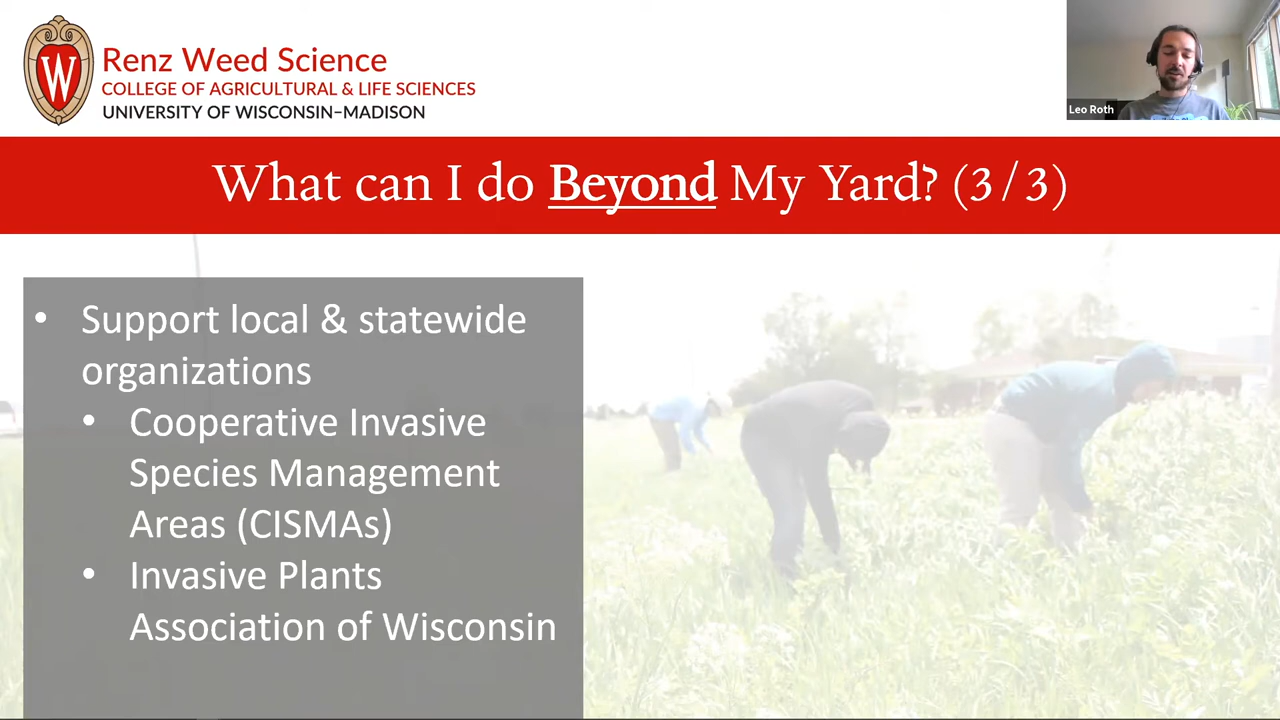 W
Renz Weed Science
COLLEGE OF AGRICULTURAL & LIFE SCIENCES
UNIVERSITY OF WISCONSIN–MADISON
Leo Roth
What can I do Beyond My Yard? (3/3)
• Support local & statewide
organizations
• Cooperative Invasive
Species Management
Areas (CISMAs)
• Invasive Plants
Association of Wisconsin